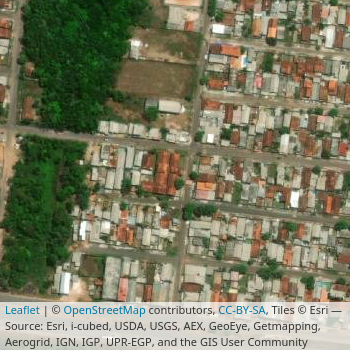 Leaflet | © OpenStreetMap contributors, CC-BY-SA, Tiles © Esri —
Source: Esri, i-cubed, USDA, USGS, AEX, GeoEye, Getmapping,
Aerogrid, IGN, IGP, UPR-EGP, and the GIS User Community